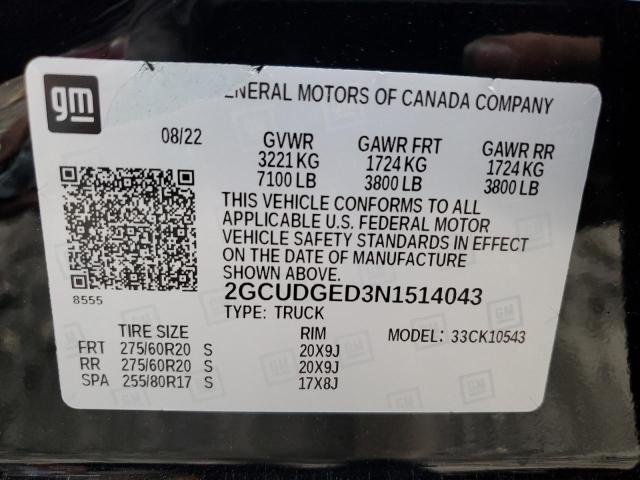 gm
ENERAL MOTORS OF CANADA COMPANY
08/22
GVWR GAWR FRT GAWR RR
3221 KG 1724 KG 1724 KG
7100 LB 3800 LB 3800 LB
THIS VEHICLE CONFORMS TO ALL
APPLICABLE U.S. FEDERAL MOTOR
VEHICLE SAFETY STANDARDS IN EFFECT
ON THE DATE OF MANUFACTURE
SHOWN ABOVE.
8555
2GCUDGED3N1514043
TYPE: TRUCK
TIRE SIZE RIM MODEL: 33CK10543
FRT 275/60R20 S 20X9J
RR 275/60R20 S 20X9J
SPA 255/80R17 S 17X8J